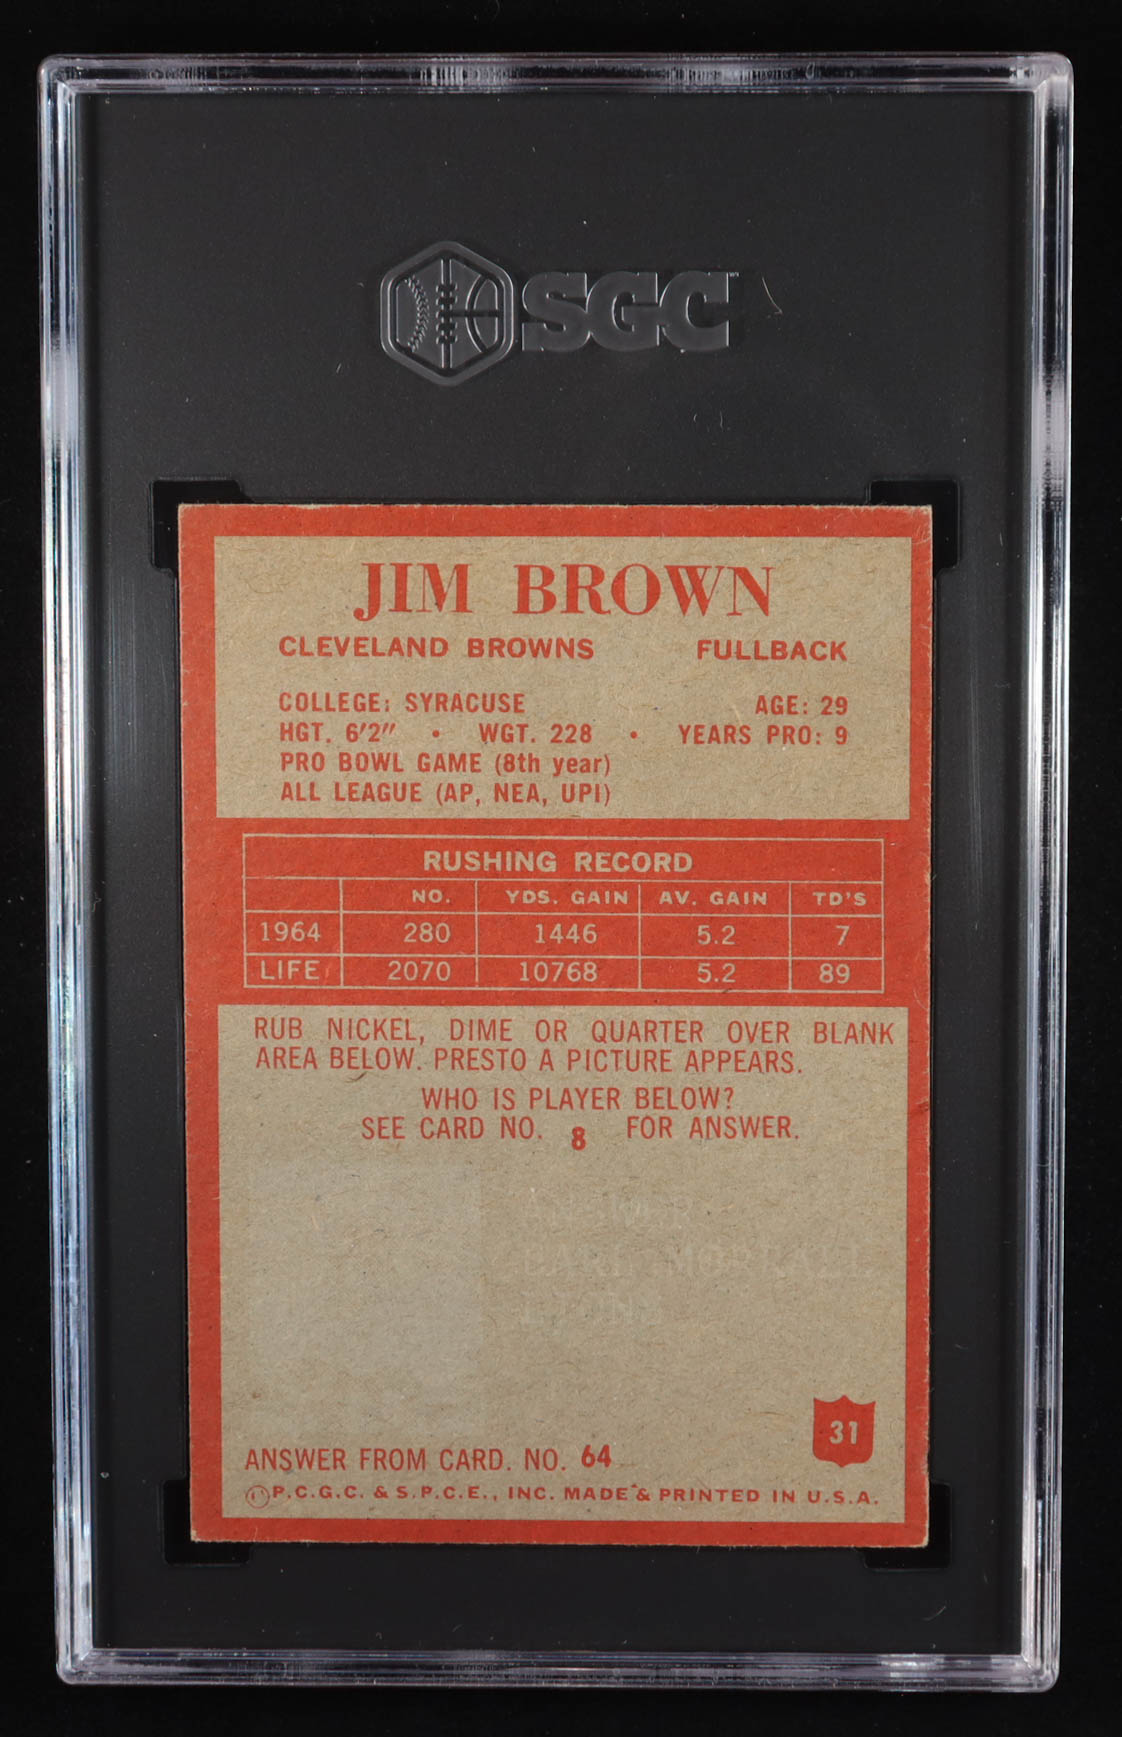 SGC
JIM BROWN
CLEVELAND BROWNS FULLBACK
COLLEGE: SYRACUSE AGE: 29
HGT. 6'2" • WGT. 228 • YEARS PRO: 9
PRO BOWL GAME (8th year)
ALL LEAGUE (AP, NEA, UPI)
RUSHING RECORD
NO. YDS. GAIN AV. GAIN TD'S
1964 280 1446 5.2 7
LIFE 2070 10768 5.2 89
RUB NICKEL, DIME OR QUARTER OVER BLANK
AREA BELOW. PRESTO A PICTURE APPEARS.
WHO IS PLAYER BELOW?
SEE CARD NO. 8 FOR ANSWER.
ANSWER
EARL MORRALL
31
ANSWER FROM CARD. NO. 64
P.C.G.C. & S.P.C.E., INC. MADE & PRINTED IN U.S.A.